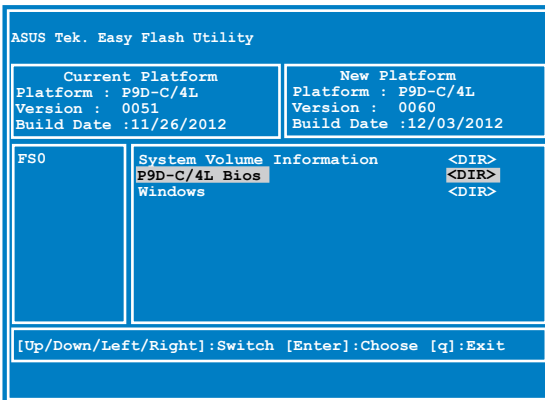 ASUS Tek. Easy Flash Utility
Current Platform
Platform : P9D-C/4L
Version : 0051
Build Date :11/26/2012
New Platform
Platform : P9D-C/4L
Version : 0060
Build Date :12/03/2012
FS0
System Volume Information <DIR>
P9D-C/4L Bios <DIR>
Windows <DIR>
[Up/Down/Left/Right]:Switch [Enter]:Choose [q]:Exit